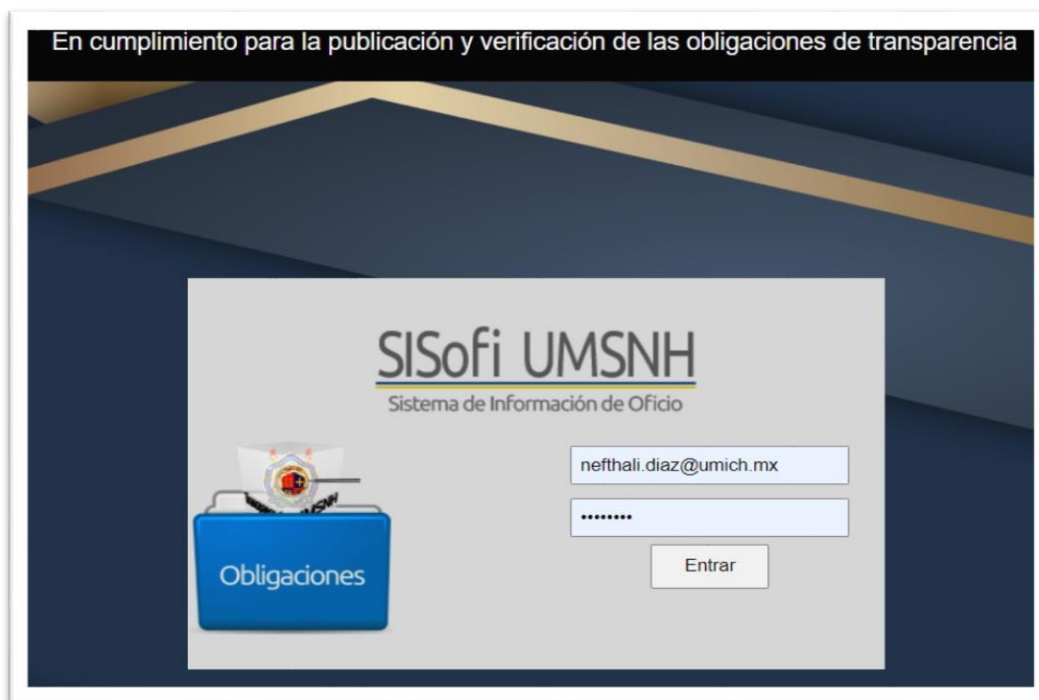 En cumplimiento para la publicación y verificación de las obligaciones de transparencia
SISofi UMSNH
Sistema de Información de Oficio
nefthali.diaz@umich.mx
••••••••
Entrar
Obligaciones